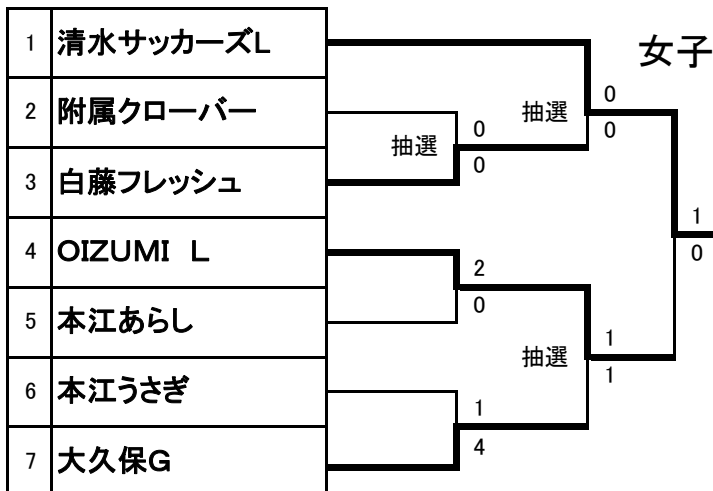 女子
1 清水サッカーズL
2 附属クローバー
3 白藤フレッシュ
4 OIZUMI L
5 本江あらし
6 本江うさぎ
7 大久保G
抽選
0
0
2
0
1
4
抽選
0
0
抽選
1
1
1
0